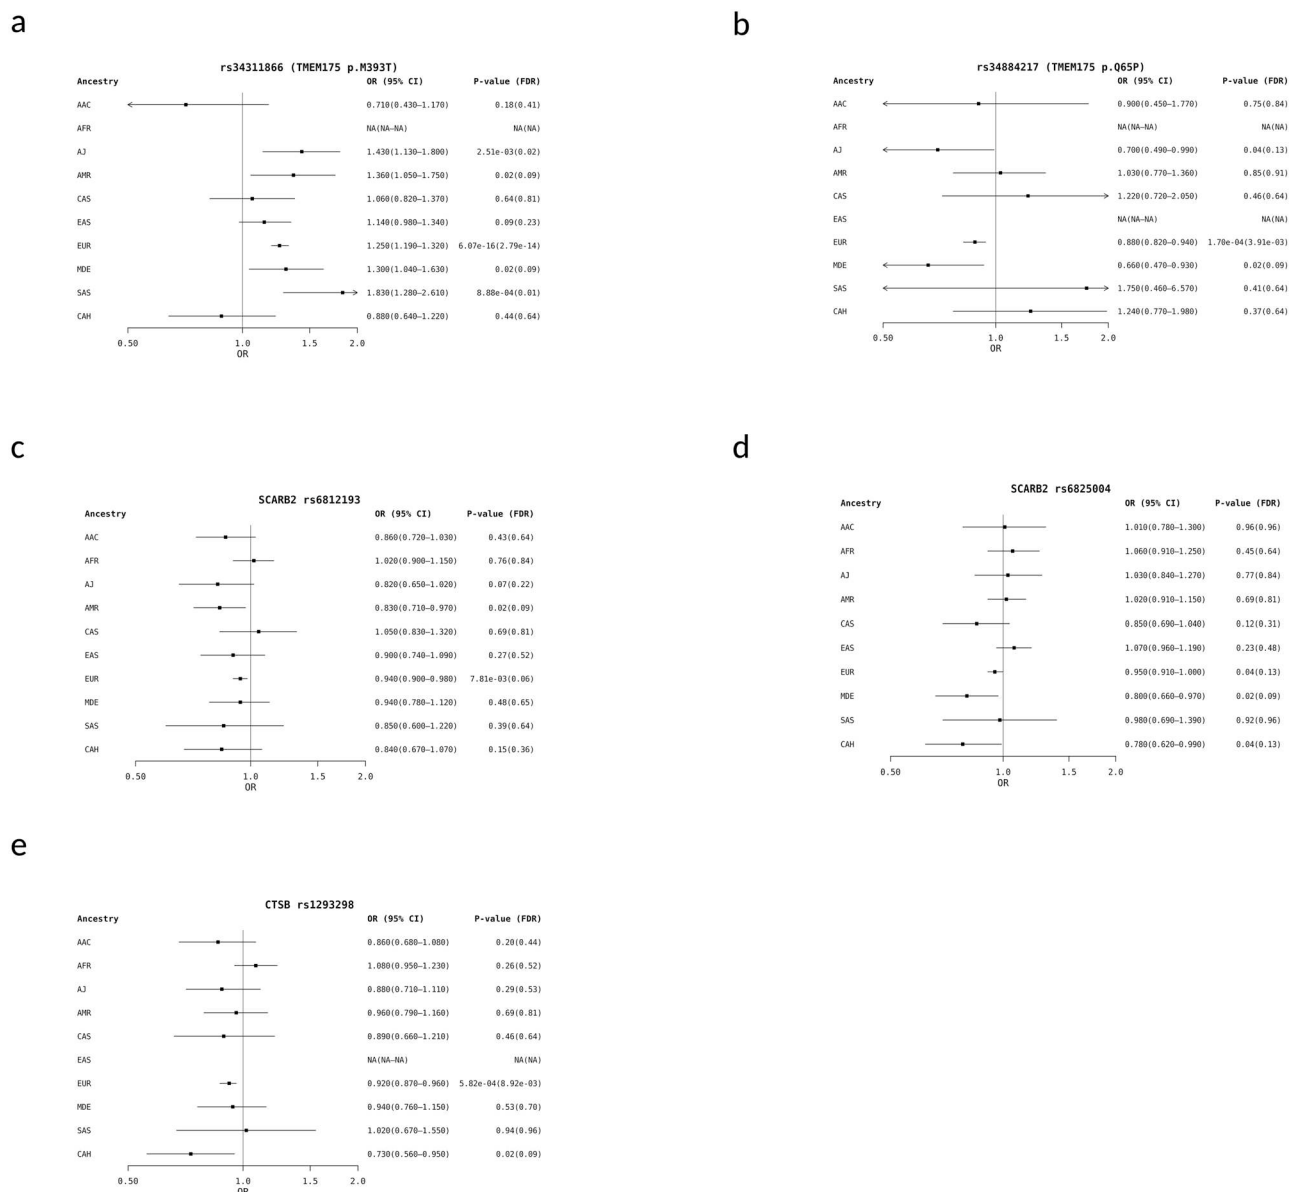 a
rs34311866 (TMEM175 p.M393T)
Ancestry OR (95% CI) P-value (FDR)
AAC 0.710(0.430–1.170) 0.18(0.41)
AFR NA(NA–NA) NA(NA)
AJ 1.430(1.130–1.800) 2.51e-03(0.02)
AMR 1.360(1.050–1.750) 0.02(0.09)
CAS 1.060(0.820–1.370) 0.64(0.81)
EAS 1.140(0.980–1.340) 0.09(0.23)
EUR 1.250(1.190–1.320) 6.07e-16(2.79e-14)
MDE 1.300(1.040–1.630) 0.02(0.09)
SAS 1.830(1.280–2.610) 8.88e-04(0.01)
CAH 0.880(0.640–1.220) 0.44(0.64)
0.50 1.0 1.5 2.0
OR
b
rs34884217 (TMEM175 p.Q65P)
Ancestry OR (95% CI) P-value (FDR)
AAC 0.900(0.450–1.770) 0.75(0.84)
AFR NA(NA–NA) NA(NA)
AJ 0.700(0.490–0.990) 0.04(0.13)
AMR 1.030(0.770–1.360) 0.85(0.91)
CAS 1.220(0.720–2.050) 0.46(0.64)
EAS NA(NA–NA) NA(NA)
EUR 0.880(0.820–0.940) 1.70e-04(3.91e-03)
MDE 0.660(0.470–0.930) 0.02(0.09)
SAS 1.750(0.460–6.570) 0.41(0.64)
CAH 1.240(0.770–1.980) 0.37(0.64)
0.50 1.0 1.5 2.0
OR
c
SCARB2 rs6812193
Ancestry OR (95% CI) P-value (FDR)
AAC 0.860(0.720–1.030) 0.43(0.64)
AFR 1.020(0.900–1.150) 0.76(0.84)
AJ 0.820(0.650–1.020) 0.07(0.22)
AMR 0.830(0.710–0.970) 0.02(0.09)
CAS 1.050(0.830–1.320) 0.69(0.81)
EAS 0.900(0.740–1.090) 0.27(0.52)
EUR 0.940(0.900–0.980) 7.81e-03(0.06)
MDE 0.940(0.780–1.120) 0.48(0.65)
SAS 0.850(0.600–1.220) 0.39(0.64)
CAH 0.840(0.670–1.070) 0.15(0.36)
0.50 1.0 1.5 2.0
OR
d
SCARB2 rs6825004
Ancestry OR (95% CI) P-value (FDR)
AAC 1.010(0.780–1.300) 0.96(0.96)
AFR 1.060(0.910–1.250) 0.45(0.64)
AJ 1.030(0.840–1.270) 0.77(0.84)
AMR 1.020(0.910–1.150) 0.69(0.81)
CAS 0.850(0.690–1.040) 0.12(0.31)
EAS 1.070(0.960–1.190) 0.23(0.48)
EUR 0.950(0.910–1.000) 0.04(0.13)
MDE 0.800(0.660–0.970) 0.02(0.09)
SAS 0.980(0.690–1.390) 0.92(0.96)
CAH 0.780(0.620–0.990) 0.04(0.13)
0.50 1.0 1.5 2.0
OR
e
CTSB rs1293298
Ancestry OR (95% CI) P-value (FDR)
AAC 0.860(0.680–1.080) 0.20(0.44)
AFR 1.080(0.950–1.230) 0.26(0.52)
AJ 0.880(0.710–1.110) 0.29(0.53)
AMR 0.960(0.790–1.160) 0.69(0.81)
CAS 0.890(0.660–1.210) 0.46(0.64)
EAS NA(NA–NA) NA(NA)
EUR 0.920(0.870–0.960) 5.82e-04(8.92e-03)
MDE 0.940(0.760–1.150) 0.53(0.70)
SAS 1.020(0.670–1.550) 0.94(0.96)
CAH 0.730(0.560–0.950) 0.02(0.09)
0.50 1.0 1.5 2.0
OR